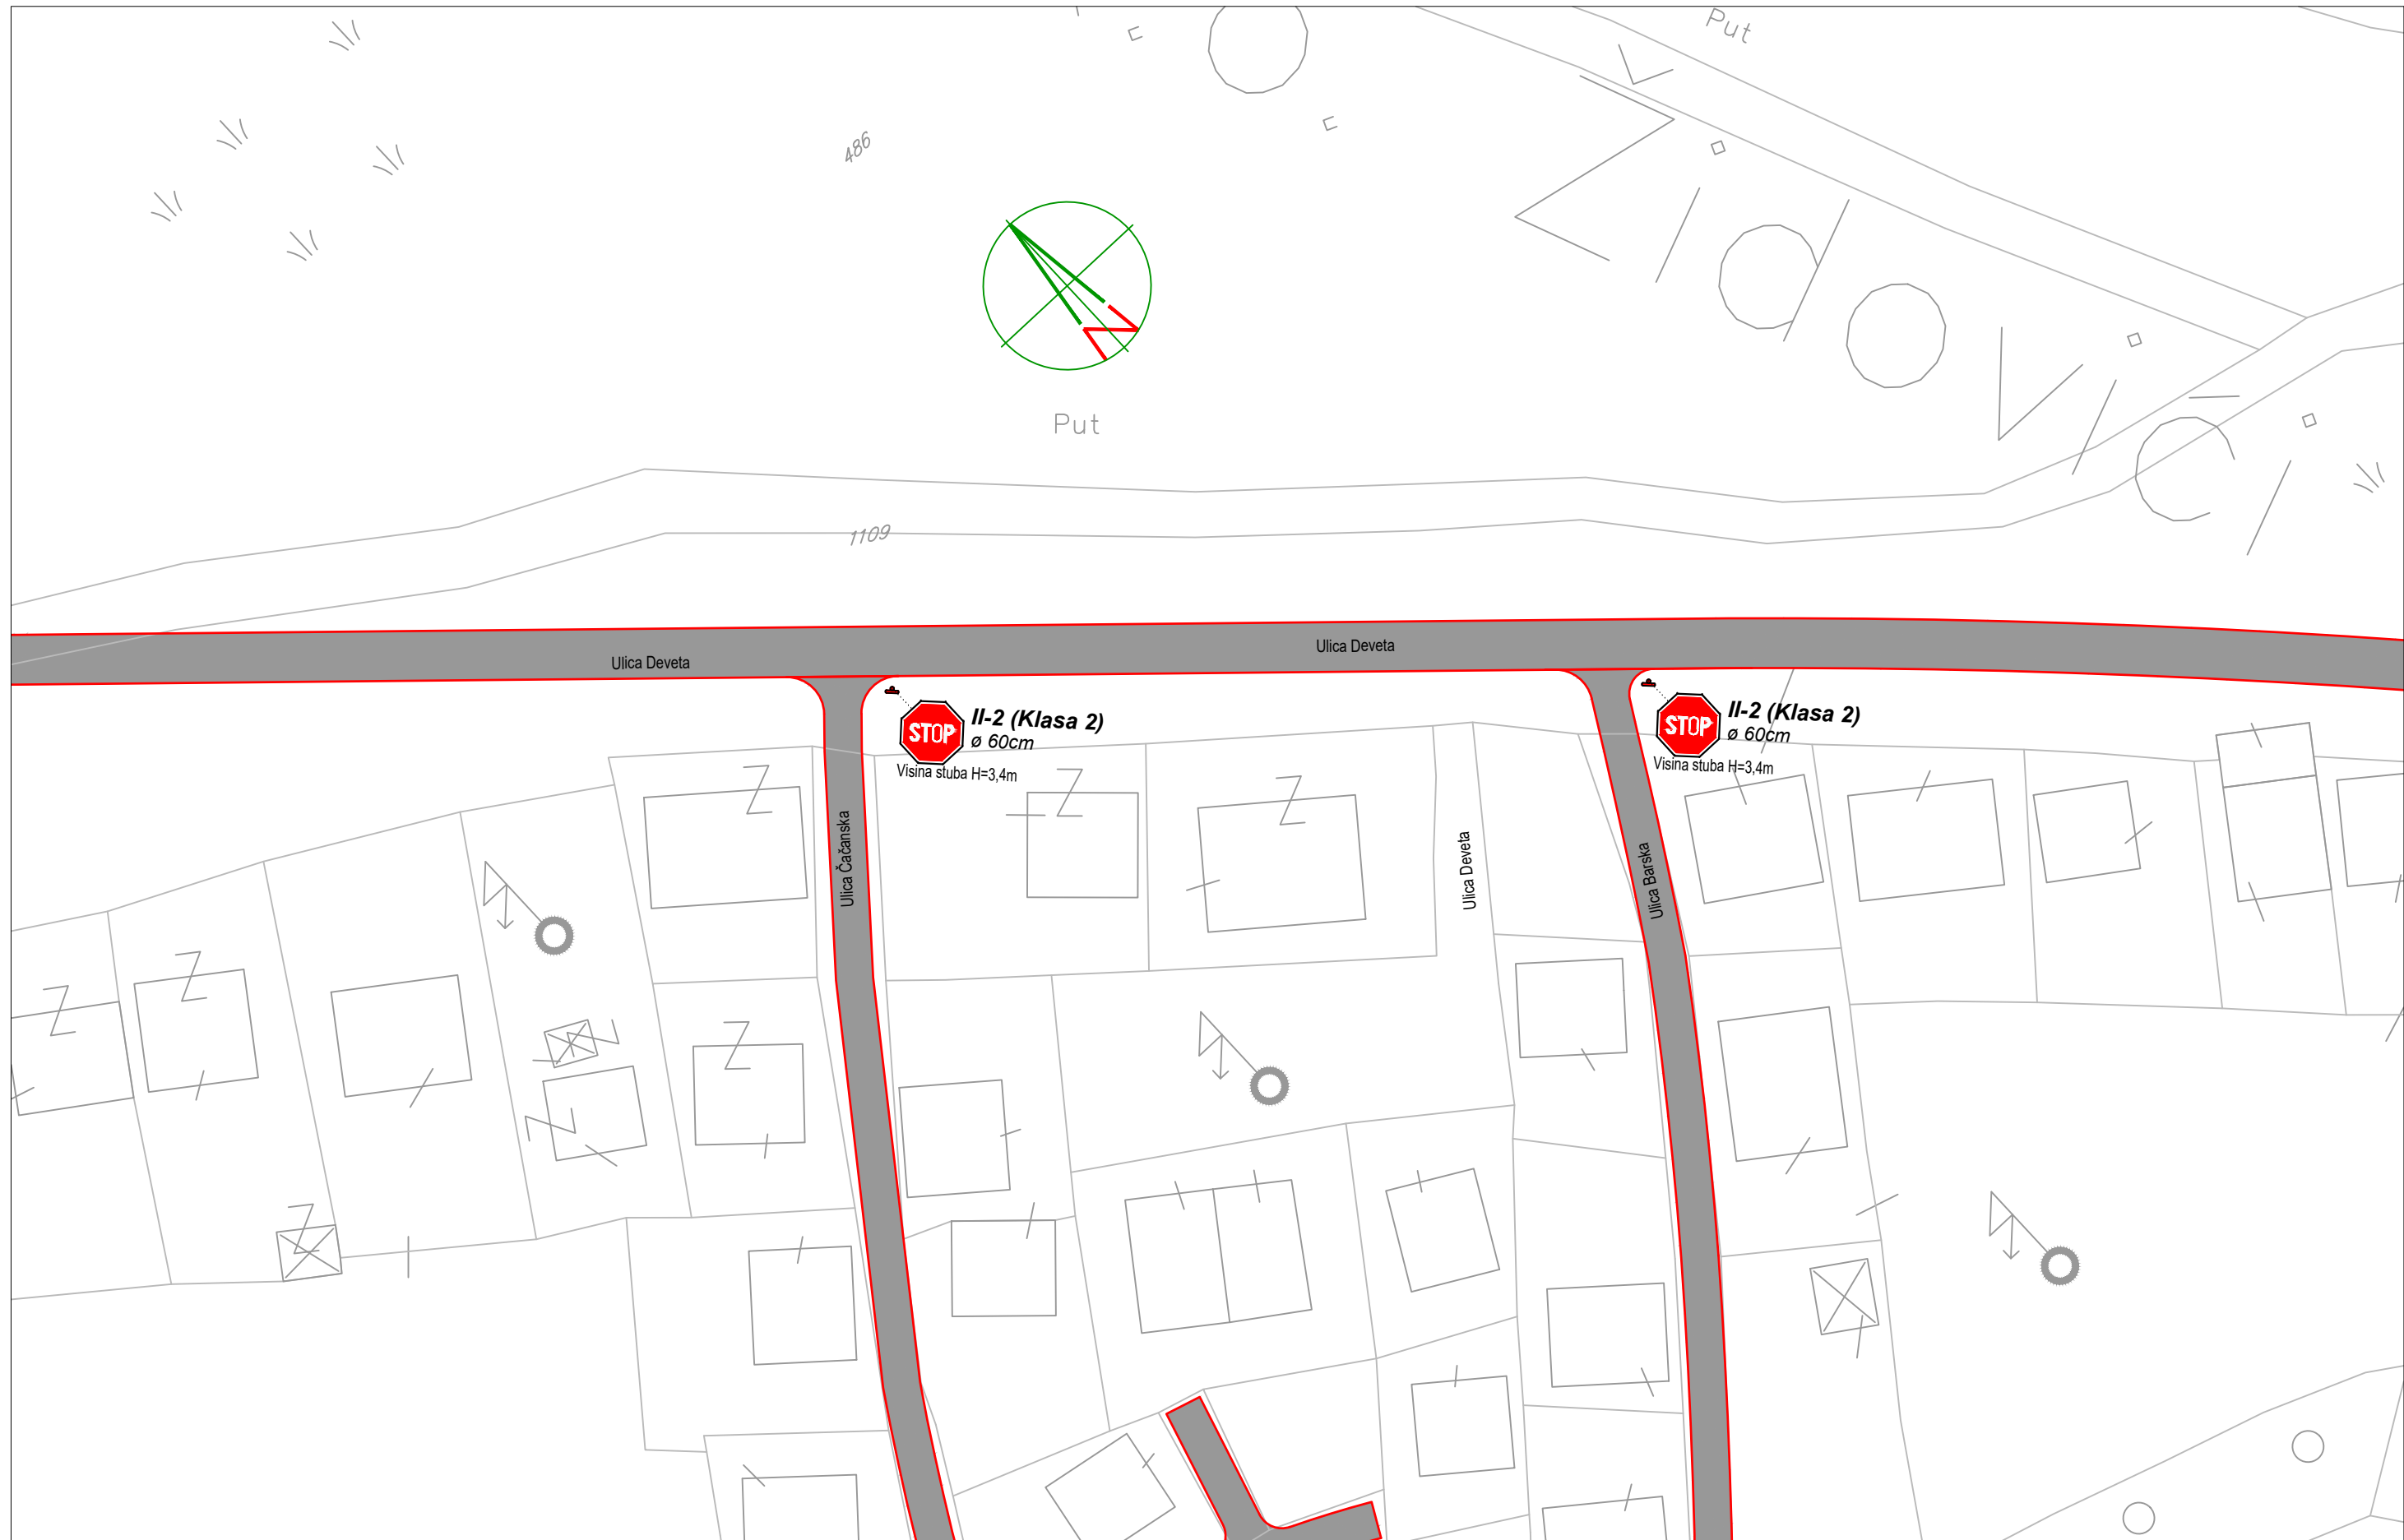 Put
486
Put
1109
Ulica Deveta
Ulica Deveta
STOP
II-2 (Klasa 2)
ø 60cm
Visina stuba H=3,4m
STOP
II-2 (Klasa 2)
ø 60cm
Visina stuba H=3,4m
Ulica Čačanska
Ulica Deveta
Ulica Barska